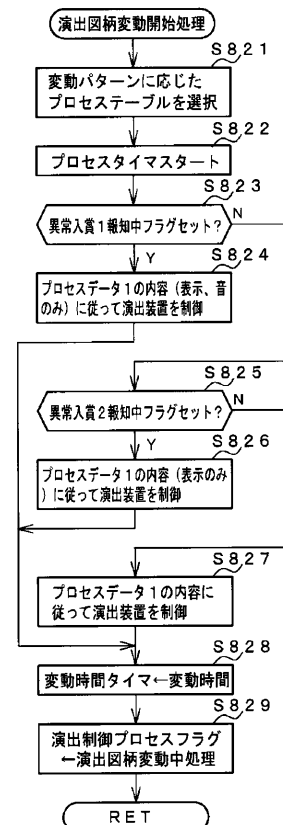 演出図柄変動開始処理
S821
変動パターンに応じた
プロセステーブルを選択
S822
プロセスタイマスタート
S823
異常入賞1報知中フラグセット？
N
Y
S824
プロセスデータ1の内容（表示、音
のみ）に従って演出装置を制御
S825
異常入賞2報知中フラグセット？
N
Y
S826
プロセスデータ1の内容（表示のみ
）に従って演出装置を制御
S827
プロセスデータ1の内容に
従って演出装置を制御
S828
変動時間タイマ←変動時間
S829
演出制御プロセスフラグ
←演出図柄変動中処理
RET